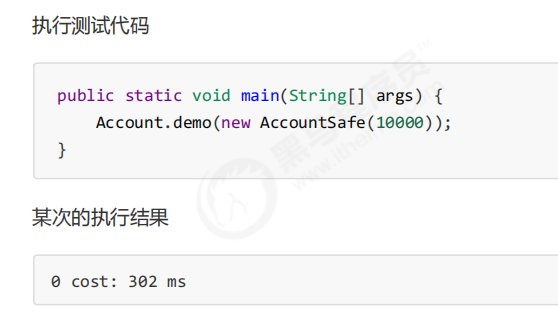 执行测试代码
public static void main(String[] args) {
    Account.demo(new AccountSafe(10000));
}
某次的执行结果
0 cost: 302 ms